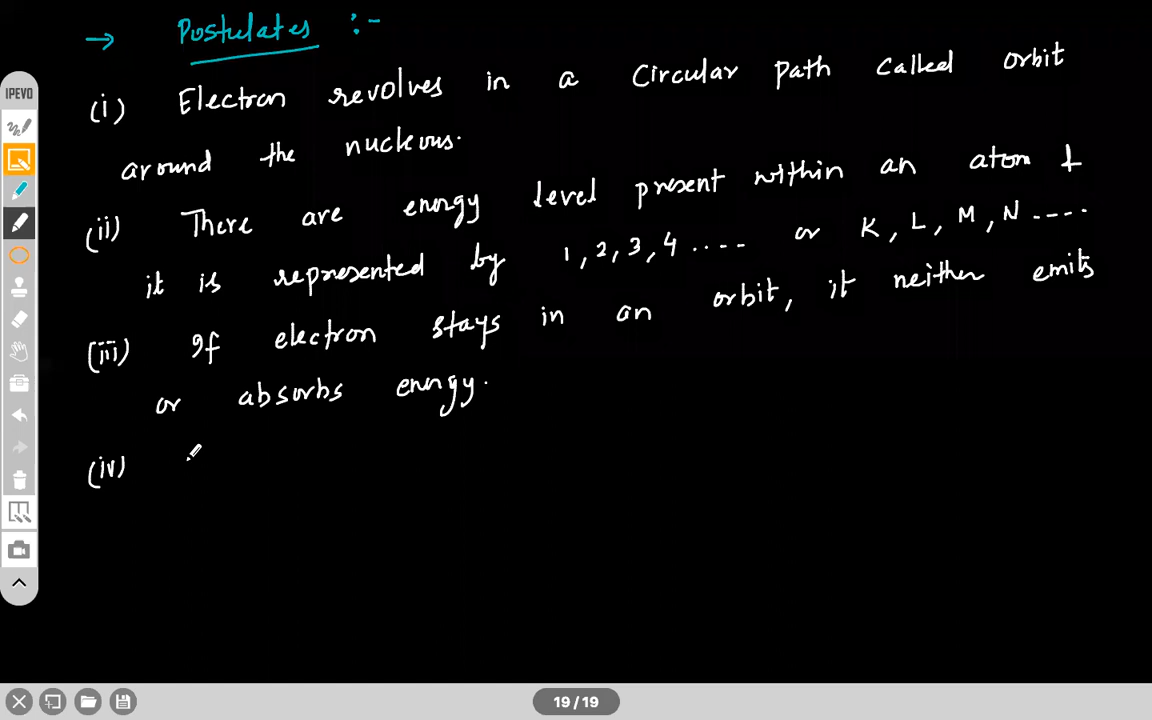 → Postulates :-
IPEVO
(i) Electron revolves in a Circular path called orbit
around the nucleous.
(ii) There are energy level present within an atom &
it is represented by 1, 2, 3, 4 .... or K, L, M, N ----
(iii) If electron stays in an orbit, it neither emits
or absorbs energy.
(iv)
19 / 19